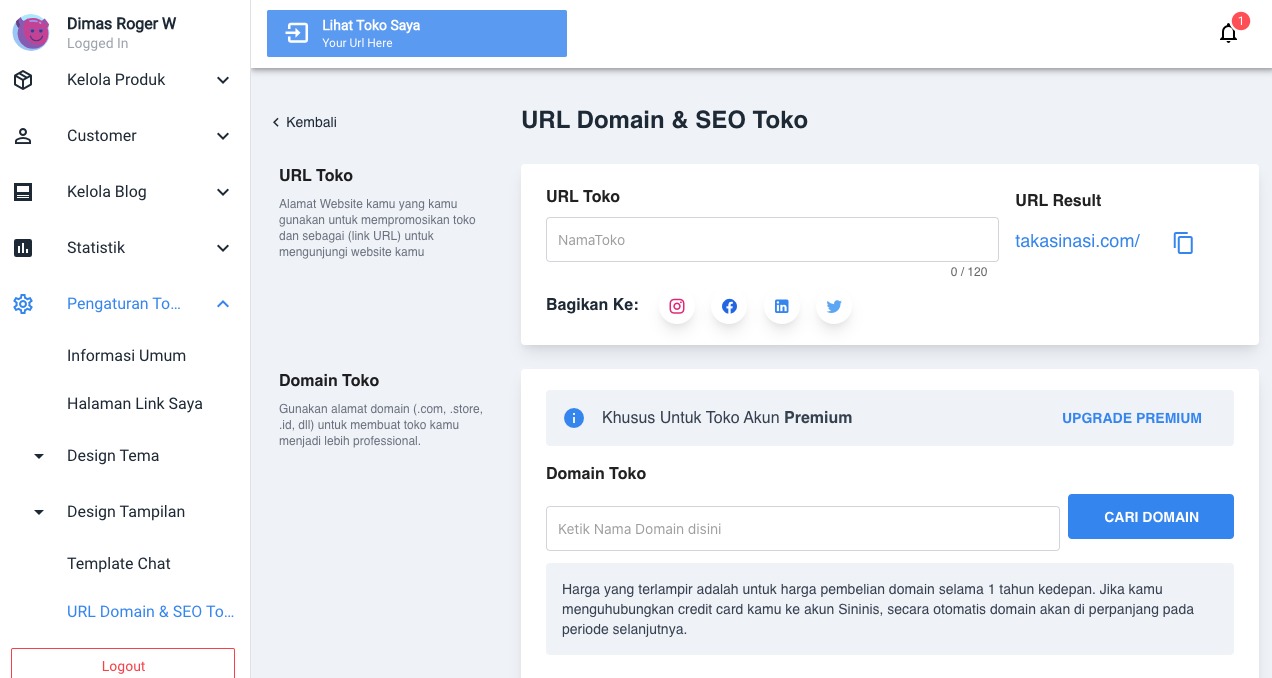 Dimas Roger W
Logged In
Kelola Produk
Customer
Kelola Blog
Statistik
Pengaturan To...
Informasi Umum
Halaman Link Saya
Design Tema
Design Tampilan
Template Chat
URL Domain & SEO To...
Logout
Lihat Toko Saya
Your Url Here
1
Kembali
URL Domain & SEO Toko
URL Toko
Alamat Website kamu yang kamu
gunakan untuk mempromosikan toko
dan sebagai (link URL) untuk
mengunjungi website kamu
URL Toko
NamaToko
0 / 120
URL Result
takasinasi.com/
Bagikan Ke:
Domain Toko
Gunakan alamat domain (.com, .store,
.id, dll) untuk membuat toko kamu
menjadi lebih professional.
Khusus Untuk Toko Akun Premium
UPGRADE PREMIUM
Domain Toko
Ketik Nama Domain disini
CARI DOMAIN
Harga yang terlampir adalah untuk harga pembelian domain selama 1 tahun kedepan. Jika kamu
menguhubungkan credit card kamu ke akun Sininis, secara otomatis domain akan di perpanjang pada
periode selanjutnya.